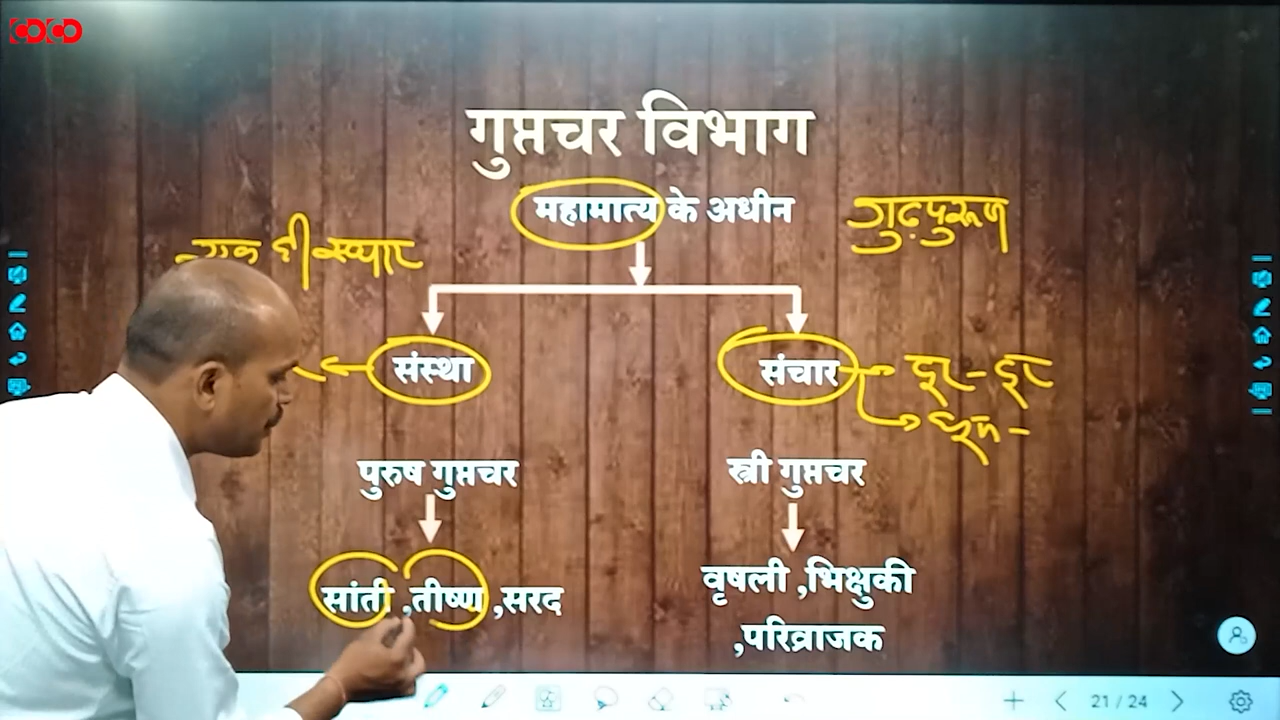 गुप्तचर विभाग
महामात्य के अधीन
गुढ़पुरूष
ही स्थार
संस्था
संचार
दूर-दूर
घूम-
पुरुष गुप्तचर
स्त्री गुप्तचर
सांती ,तीष्ण ,सरद
वृषली ,भिक्षुकी
,परिव्राजक
21 / 24